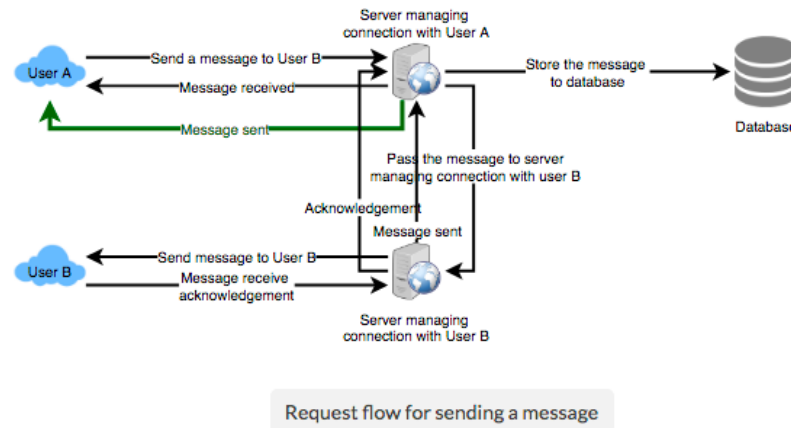 Server managing
connection with User A
Send a message to User B
User A
Message received
Store the message
to database
Message sent
Database
Pass the message to server
managing connection with user B
Acknowledgement
Message sent
Send message to User B
User B
Message receive
acknowledgement
Server managing
connection with User B
Request flow for sending a message